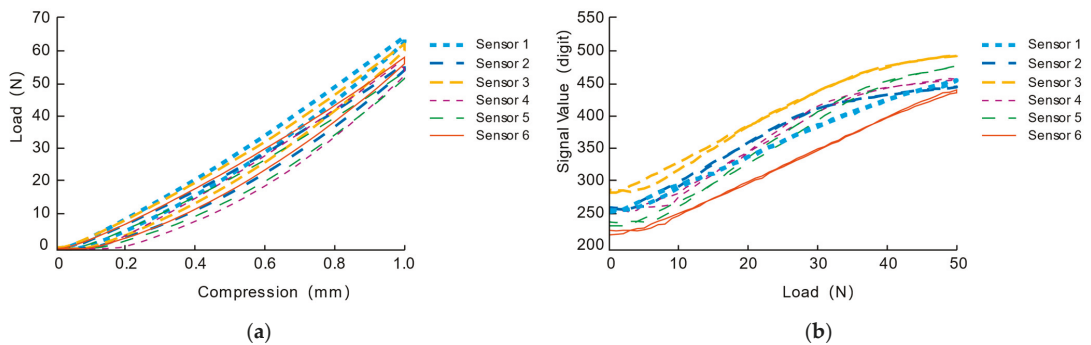 70
60
50
40
30
20
10
0
Load (N)
0 0.2 0.4 0.6 0.8 1.0
Compression (mm)
Sensor 1
Sensor 2
Sensor 3
Sensor 4
Sensor 5
Sensor 6
(a)
550
500
450
400
350
300
250
200
Signal Value (digit)
0 10 20 30 40 50
Load (N)
Sensor 1
Sensor 2
Sensor 3
Sensor 4
Sensor 5
Sensor 6
(b)